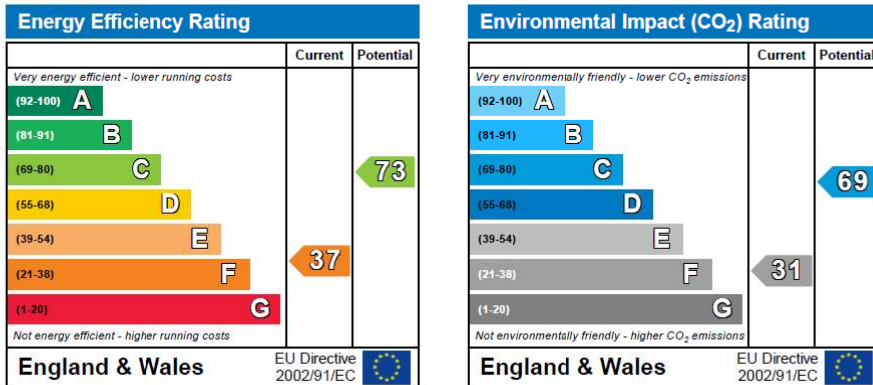 Energy Efficiency Rating
Current Potential
Very energy efficient - lower running costs
(92-100) A
(81-91) B
(69-80) C
73
(55-68) D
(39-54) E
37
(21-38) F
(1-20) G
Not energy efficient - higher running costs
England & Wales
EU Directive
2002/91/EC
Environmental Impact (CO₂) Rating
Current Potential
Very environmentally friendly - lower CO₂ emissions
(92-100) A
(81-91) B
(69-80) C
69
(55-68) D
(39-54) E
(21-38) F
31
(1-20) G
Not environmentally friendly - higher CO₂ emissions
England & Wales
EU Directive
2002/91/EC